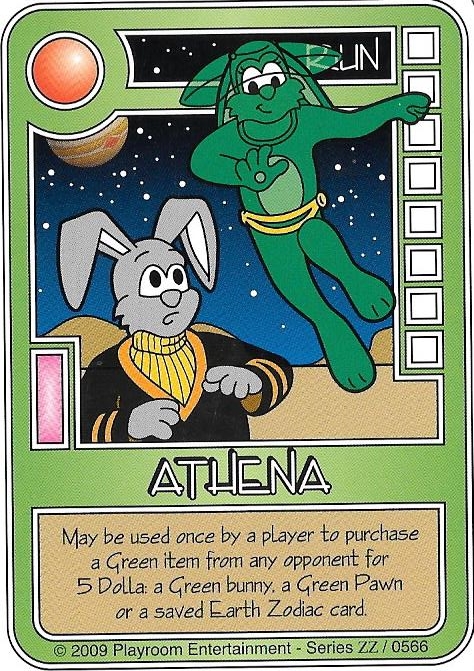 RUN
ATHENA
May be used once by a player to purchase
a Green item from any opponent for
5 Dolla: a Green bunny, a Green Pawn
or a saved Earth Zodiac card.
© 2009 Playroom Entertainment - Series ZZ / 0566